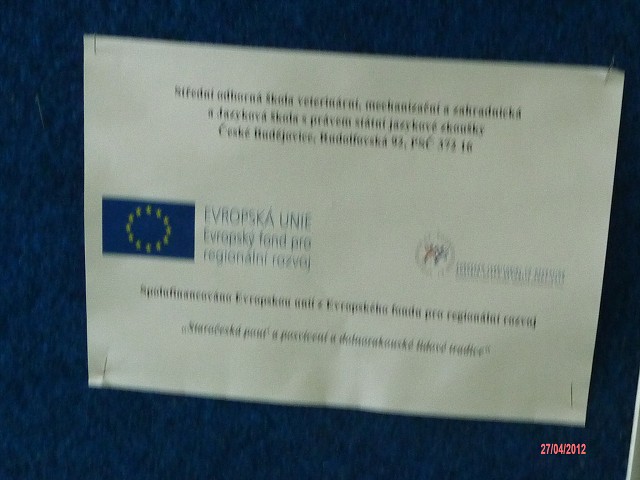 Střední odborná škola veterinární, mechanizační a zahradnická
a Jazyková škola s právem státní jazykové zkoušky
České Budějovice, Rudolfovská 92, PSČ 372 16
EVROPSKÁ UNIE
Evropský fond pro
regionální rozvoj
Spolufinancováno Evropskou unií z Evropského fondu pro regionální rozvoj
„Staročeská pouť a posvícení a dolnorakouské lidové tradice“
27/04/2012